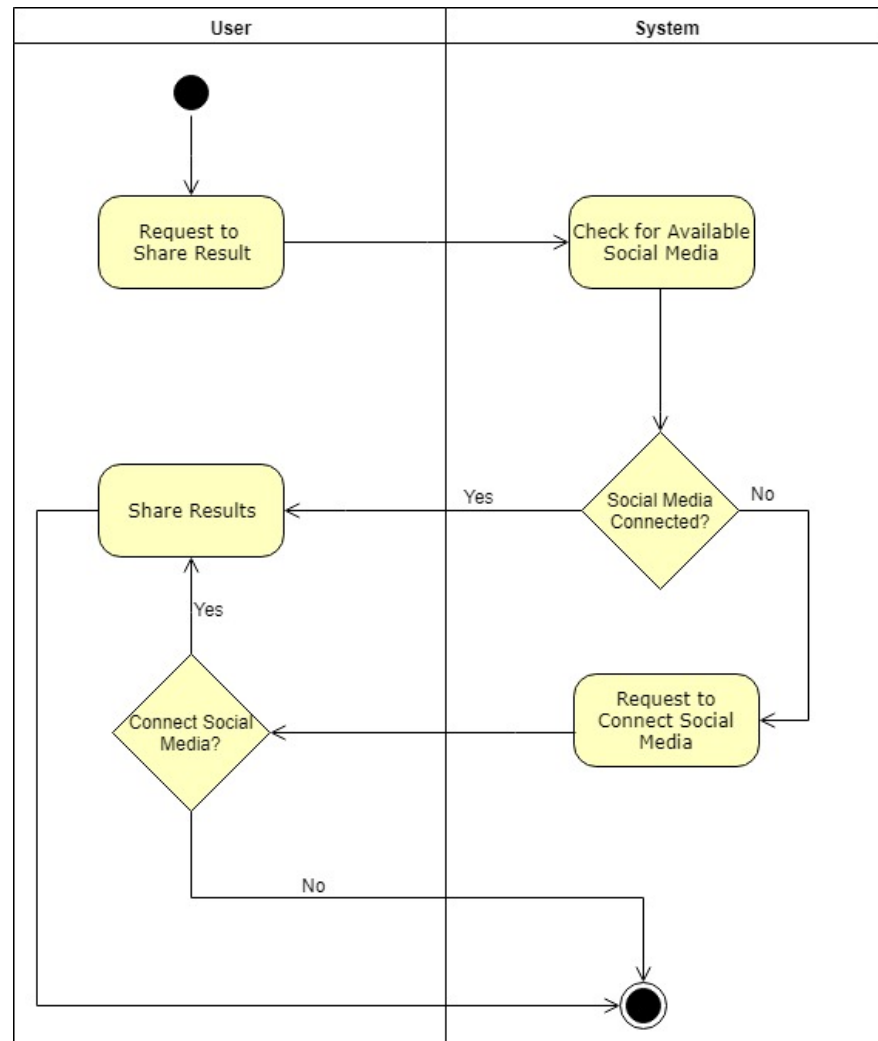 User
System
Request to
Share Result
Check for Available
Social Media
Share Results
Yes
Social Media
Connected?
No
Yes
Connect Social
Media?
Request to
Connect Social
Media
No